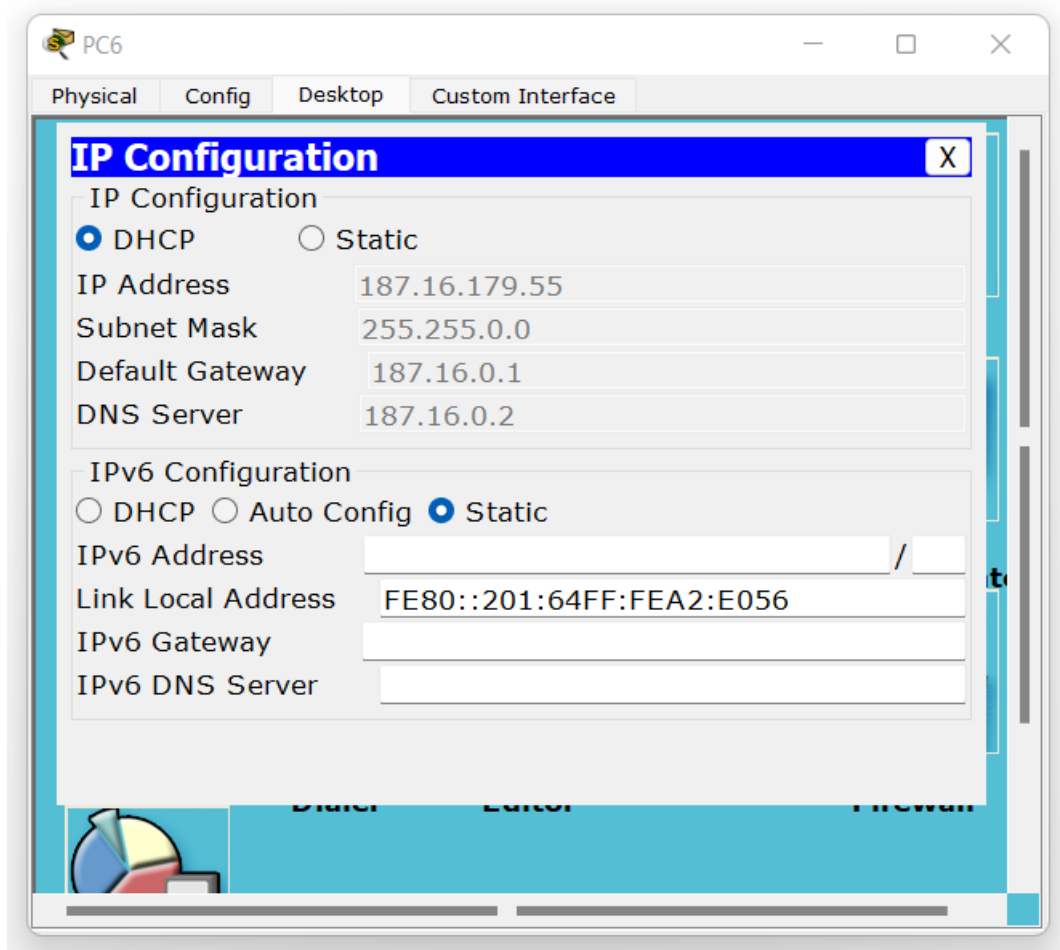 PC6
Physical Config Desktop Custom Interface
IP Configuration X
IP Configuration
DHCP Static
IP Address 187.16.179.55
Subnet Mask 255.255.0.0
Default Gateway 187.16.0.1
DNS Server 187.16.0.2
IPv6 Configuration
DHCP Auto Config Static
IPv6 Address /
Link Local Address FE80::201:64FF:FEA2:E056
IPv6 Gateway
IPv6 DNS Server
Dialer Editor Firewall